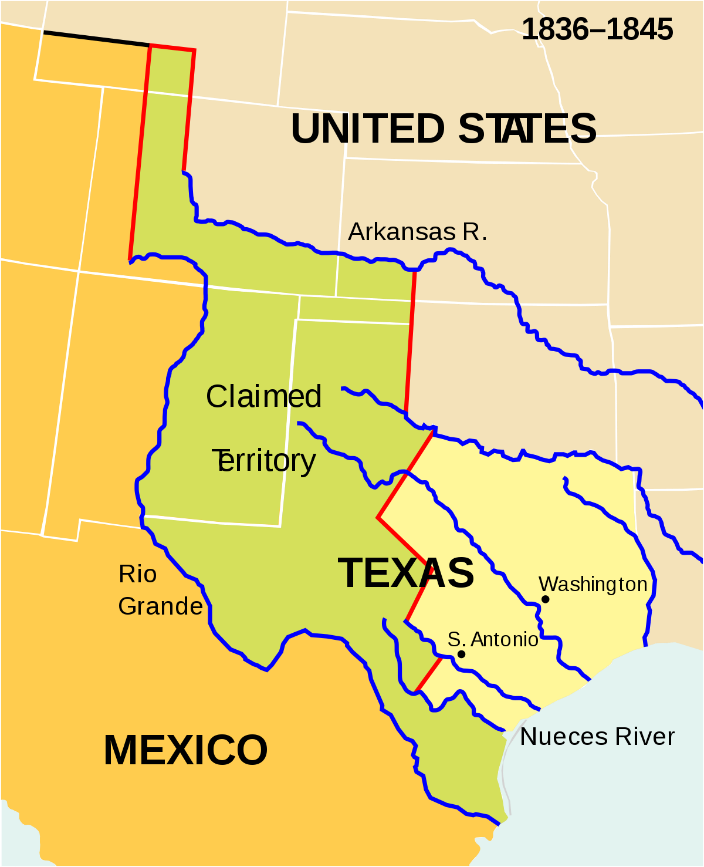 1836–1845
UNITED STATES
Arkansas R.
Claimed
Territory
TEXAS
Rio
Grande
Washington
S. Antonio
Nueces River
MEXICO